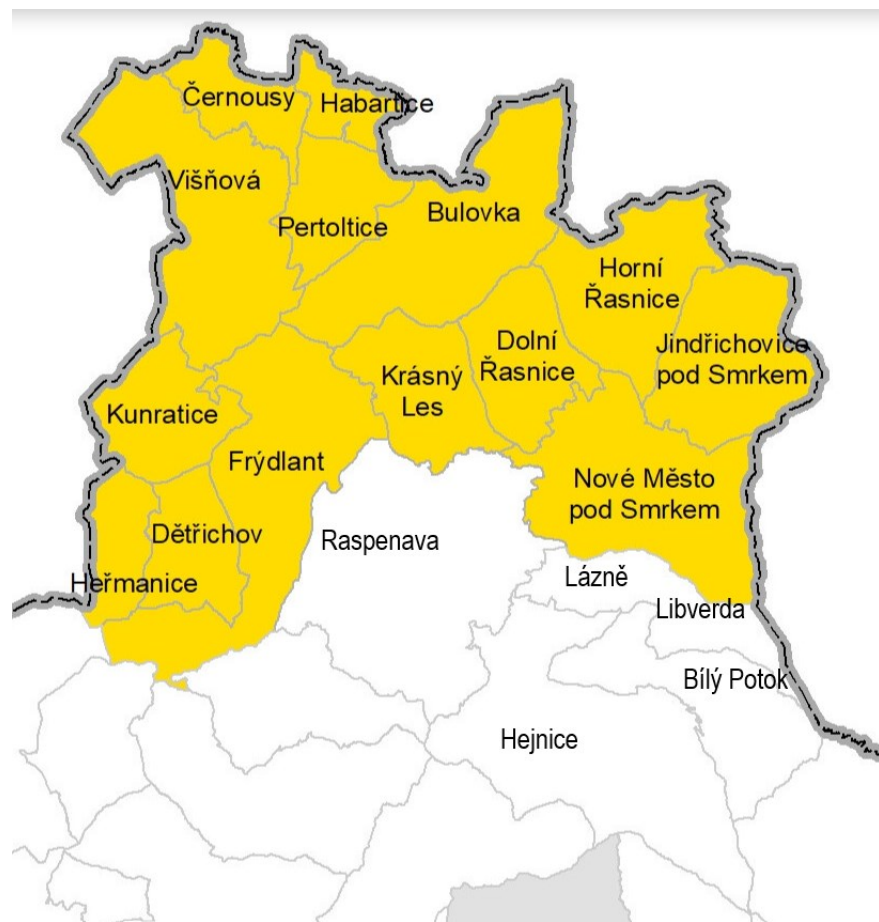 Černousy
Habartice
Višňová
Pertoltice
Bulovka
Horní
Řasnice
Jindřichovice
pod Smrkem
Dolní
Řasnice
Krásný
Les
Kunratice
Frýdlant
Nové Město
pod Smrkem
Dětřichov
Raspenava
Heřmanice
Lázně
Libverda
Bílý Potok
Hejnice